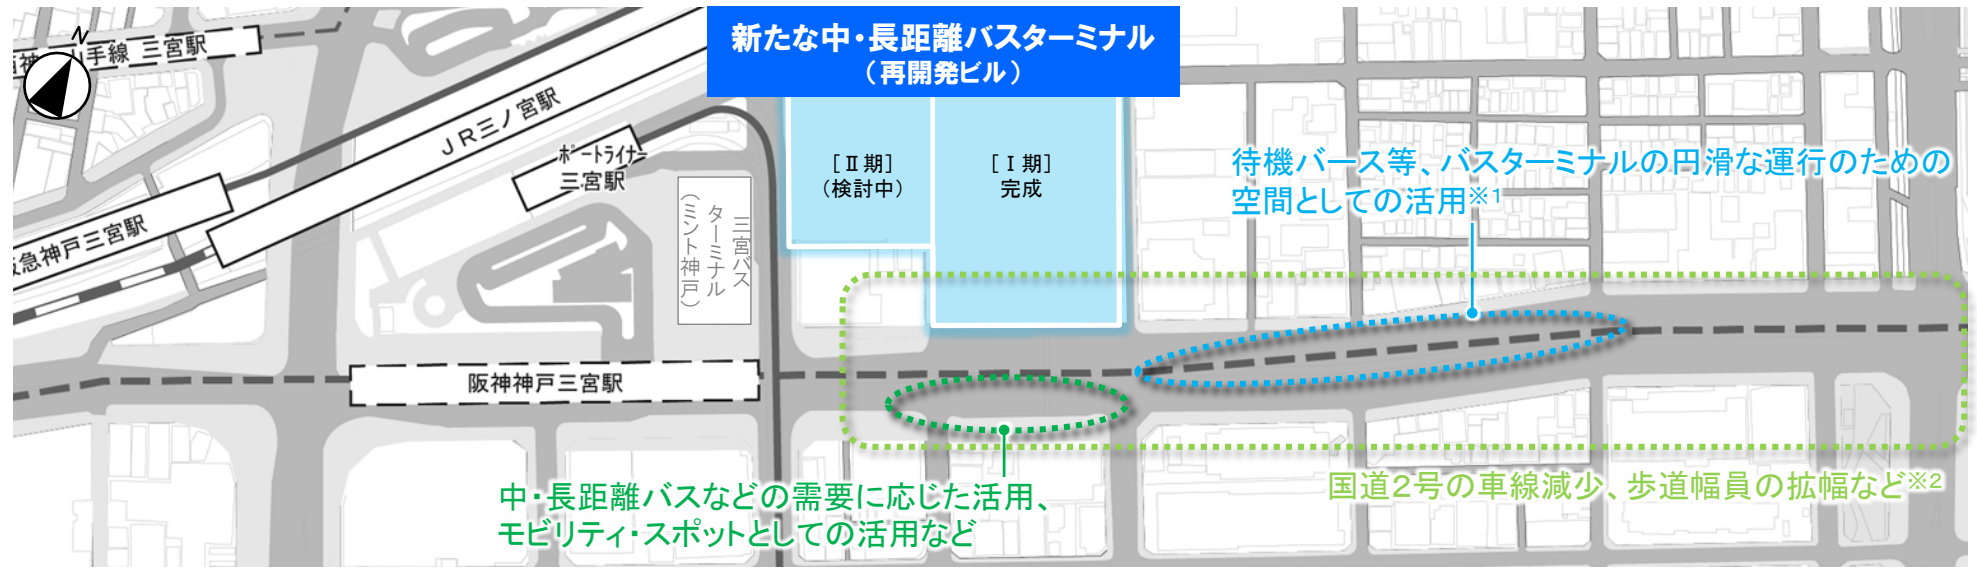 新たな中・長距離バスターミナル
（再開発ビル）
N
山手線 三宮駅
JR三ノ宮駅
ポートライナー
三宮駅
急神戸三宮駅
三宮バス
ターミナル
（ミント神戸）
［Ⅱ期］
（検討中）
［Ⅰ期］
完成
待機バース等、バスターミナルの円滑な運行のための
空間としての活用※1
阪神神戸三宮駅
中・長距離バスなどの需要に応じた活用、
モビリティ・スポットとしての活用など
国道2号の車線減少、歩道幅員の拡幅など※2